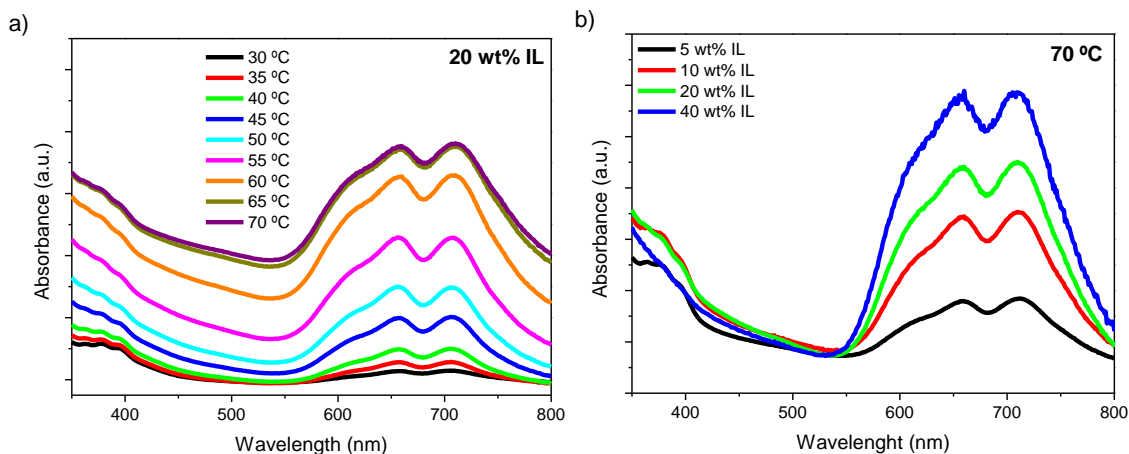 a)
20 wt% IL
30 ºC
35 ºC
40 ºC
45 ºC
50 ºC
55 ºC
60 ºC
65 ºC
70 ºC
Absorbance (a.u.)
400 500 600 700 800
Wavelength (nm)
b)
70 ºC
5 wt% IL
10 wt% IL
20 wt% IL
40 wt% IL
Absorbance (a.u.)
400 500 600 700 800
Wavelenght (nm)